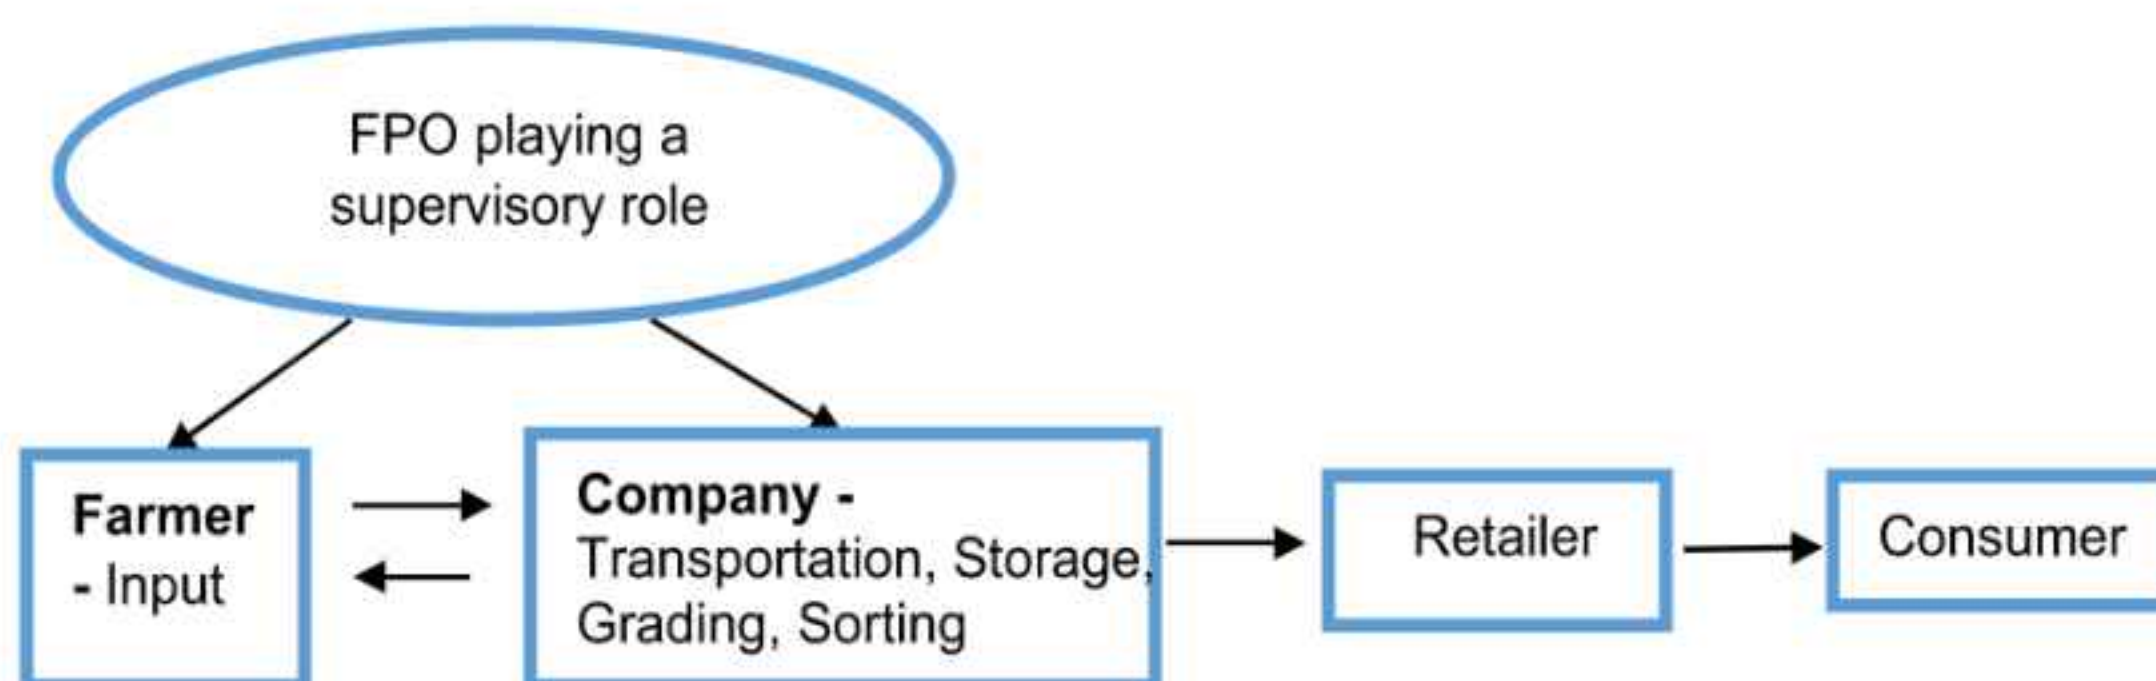 FPO playing a
supervisory role
Farmer
- Input
Company -
Transportation, Storage,
Grading, Sorting
Retailer
Consumer